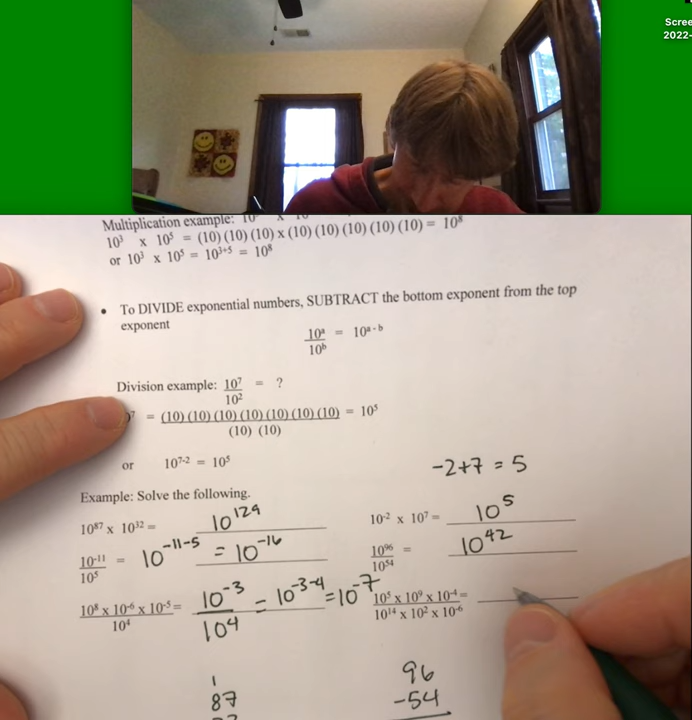 Scree
2022-
Multiplication example: 10 x 10
10³ x 10⁵ = (10) (10) (10) x (10) (10) (10) (10) (10) = 10⁸
or 10³ x 10⁵ = 10³⁺⁵ = 10⁸
• To DIVIDE exponential numbers, SUBTRACT the bottom exponent from the top
exponent
10ᵃ = 10ᵃ⁻ᵇ
10ᵇ
Division example: 10⁷ = ?
10²
⁷ = (10) (10) (10) (10) (10) (10) (10) = 10⁵
(10) (10)
or 10⁷⁻² = 10⁵
-2+7 = 5
Example: Solve the following.
10⁸⁷ x 10³² = 10¹²⁹
10⁻² x 10⁷ = 10⁵
10⁻¹¹ = 10⁻¹¹⁻⁵ = 10⁻¹⁶
10⁵
10⁹⁶ = 10⁴²
10⁵⁴
10⁸ x 10⁻⁶ x 10⁻⁵ = 10⁻³ = 10⁻³⁻⁴ = 10⁻⁷
10⁴ 10⁴
10⁵ x 10⁹ x 10⁻⁴ =
10¹⁴ x 10² x 10⁻⁶
1
87
96
-54